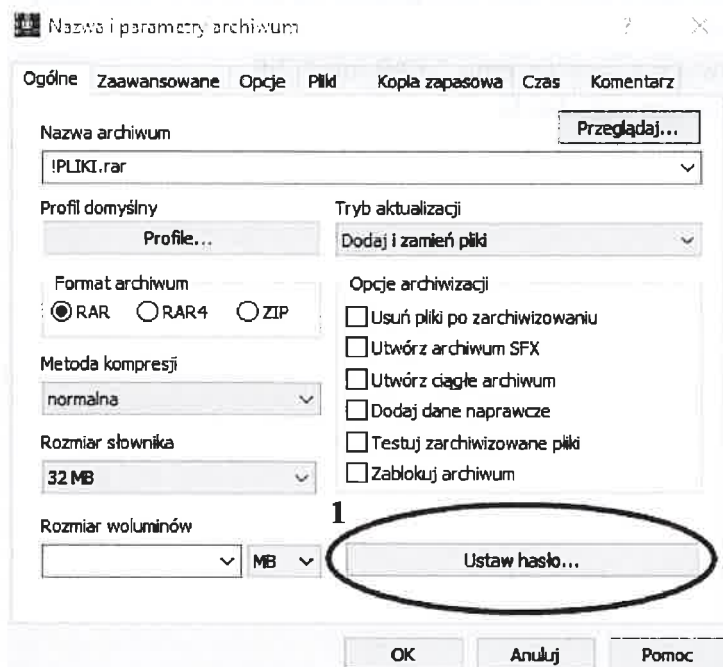 Nazwa i parametry archiwum ?
Ogólne Zaawansowane Opcje Pliki Kopia zapasowa Czas Komentarz
Nazwa archiwum Przeglądaj...
!PLIKI.rar
Profil domyślny Tryb aktualizacji
Profile... Dodaj i zamień pliki
Format archiwum Opcje archiwizacji
RAR RAR4 ZIP Usuń pliki po zarchiwizowaniu
Utwórz archiwum SFX
Metoda kompresji Utwórz ciągłe archiwum
normalna Dodaj dane naprawcze
Rozmiar słownika Testuj zarchiwizowane pliki
32 MB Zablokuj archiwum
Rozmiar woluminów 1
MB Ustaw hasło...
OK Anuluj Pomoc